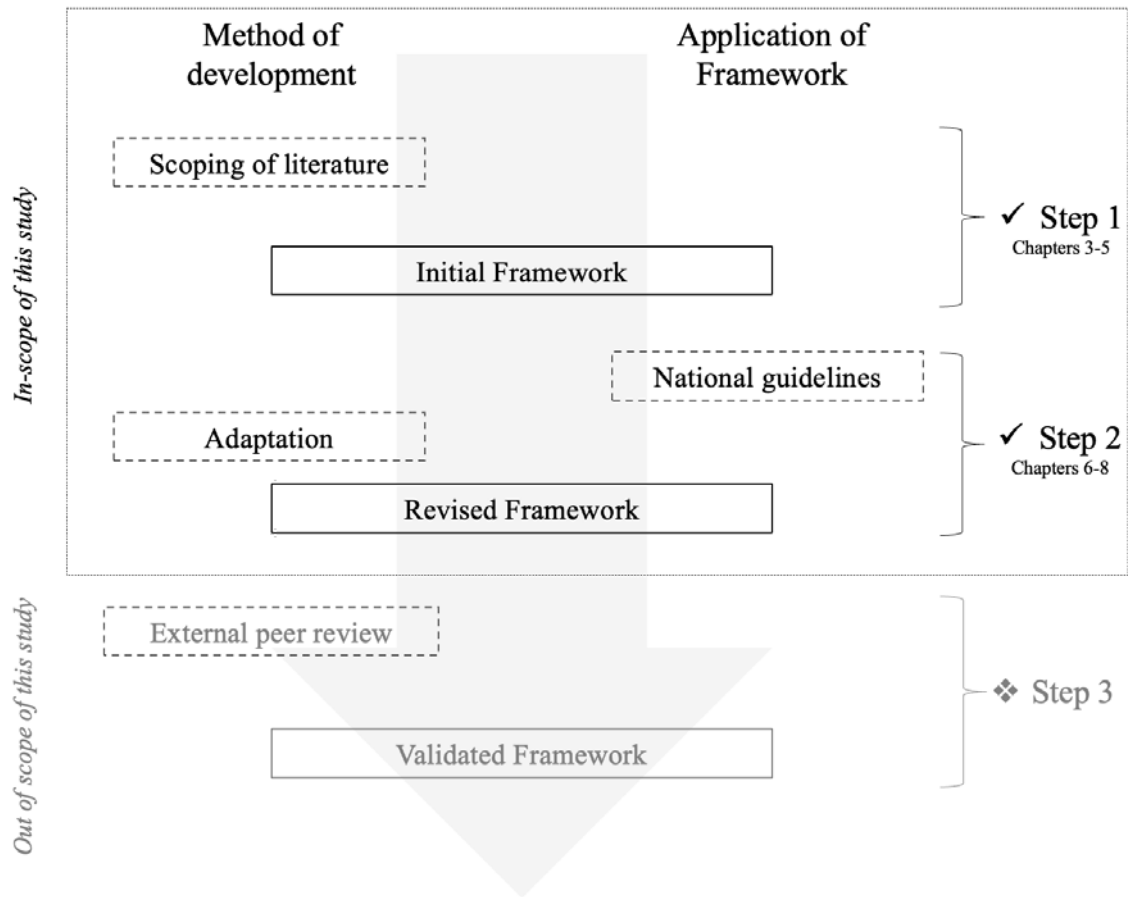 Method of
development
Application of
Framework
In-scope of this study
Scoping of literature
✓ Step 1
Chapters 3-5
Initial Framework
National guidelines
Adaptation
✓ Step 2
Chapters 6-8
Revised Framework
Out of scope of this study
External peer review
❖ Step 3
Validated Framework